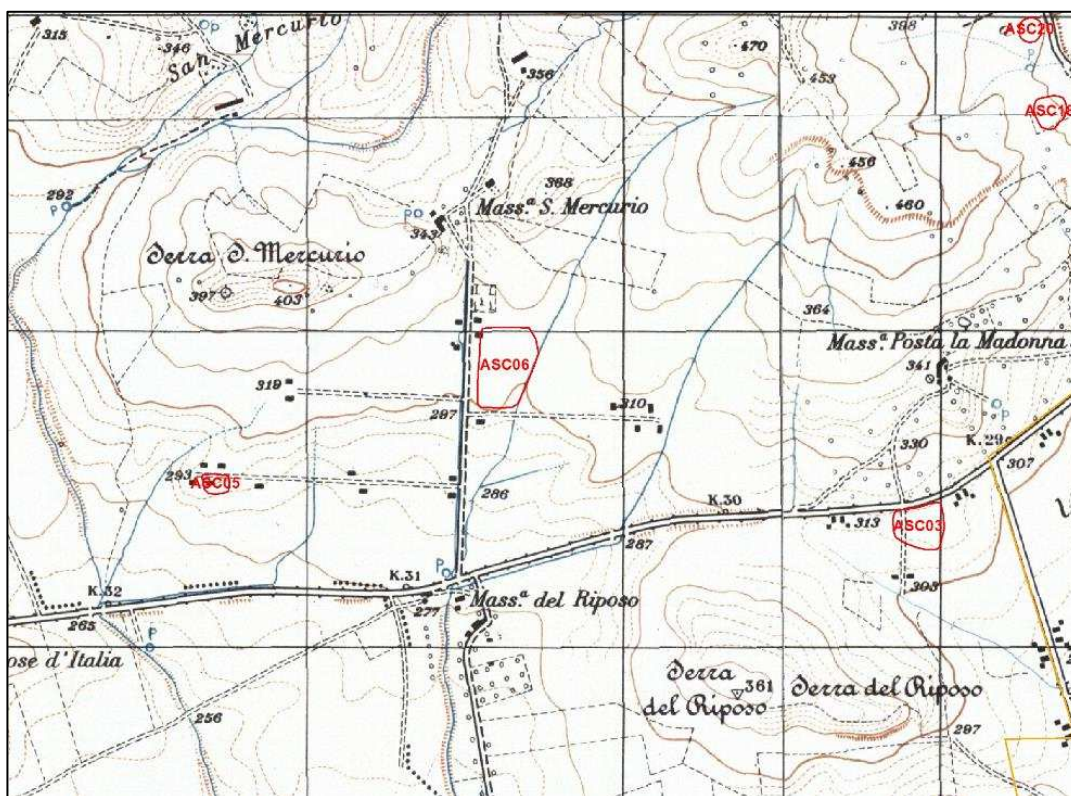 315
346
San Mercurio
P
356
470
453
398
ASC20
P
ASC18
292
P
368
456
460
Mass.ª S. Mercurio
P
343
Serra S. Mercurio
397
403
364
Mass.ª Posta la Madonna
341
ASC06
319
297
310
P
330
K.29
307
293
ASC05
286
K.30
313
ASC03
287
P
K.31
K.32
277
Mass.ª del Riposo
303
265
P
ose d'Italia
256
Serra
del Riposo
361
Serra del Riposo
297